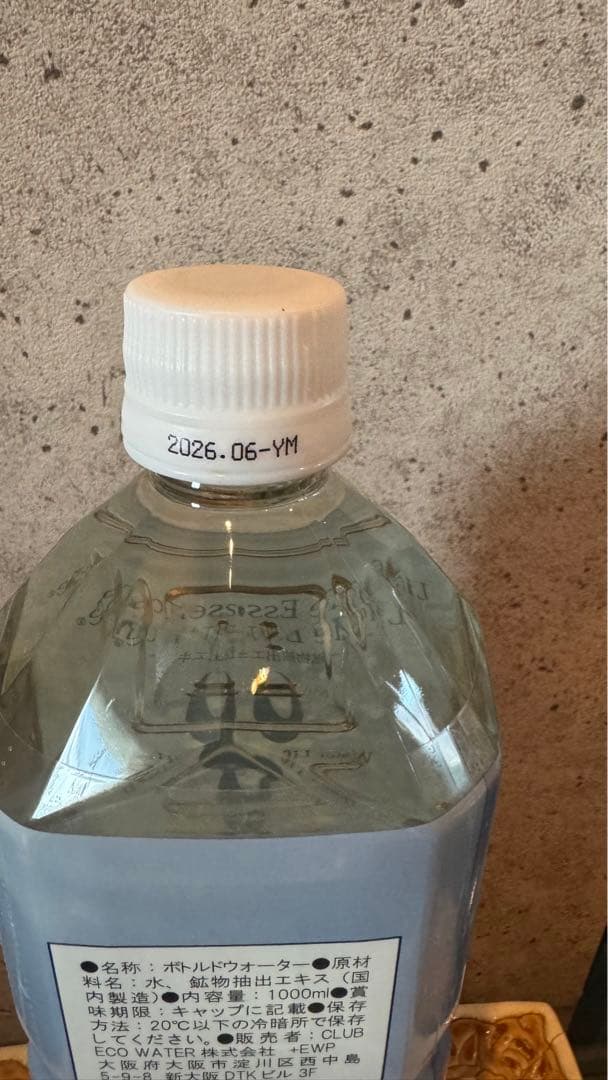 2026.06-YM
●名称：ボトルドウォーター●原材
料名：水、鉱物抽出エキス（国
内製造）●内容量：1000ml●賞
味期限：キャップに記載●保存
方法：20℃以下の冷暗所で保存
してください。●販売者：CLUB
ECO WATER 株式会社 +EWP
大阪府大阪市淀川区西中島
5-9-8 新大阪DTKビル 3F